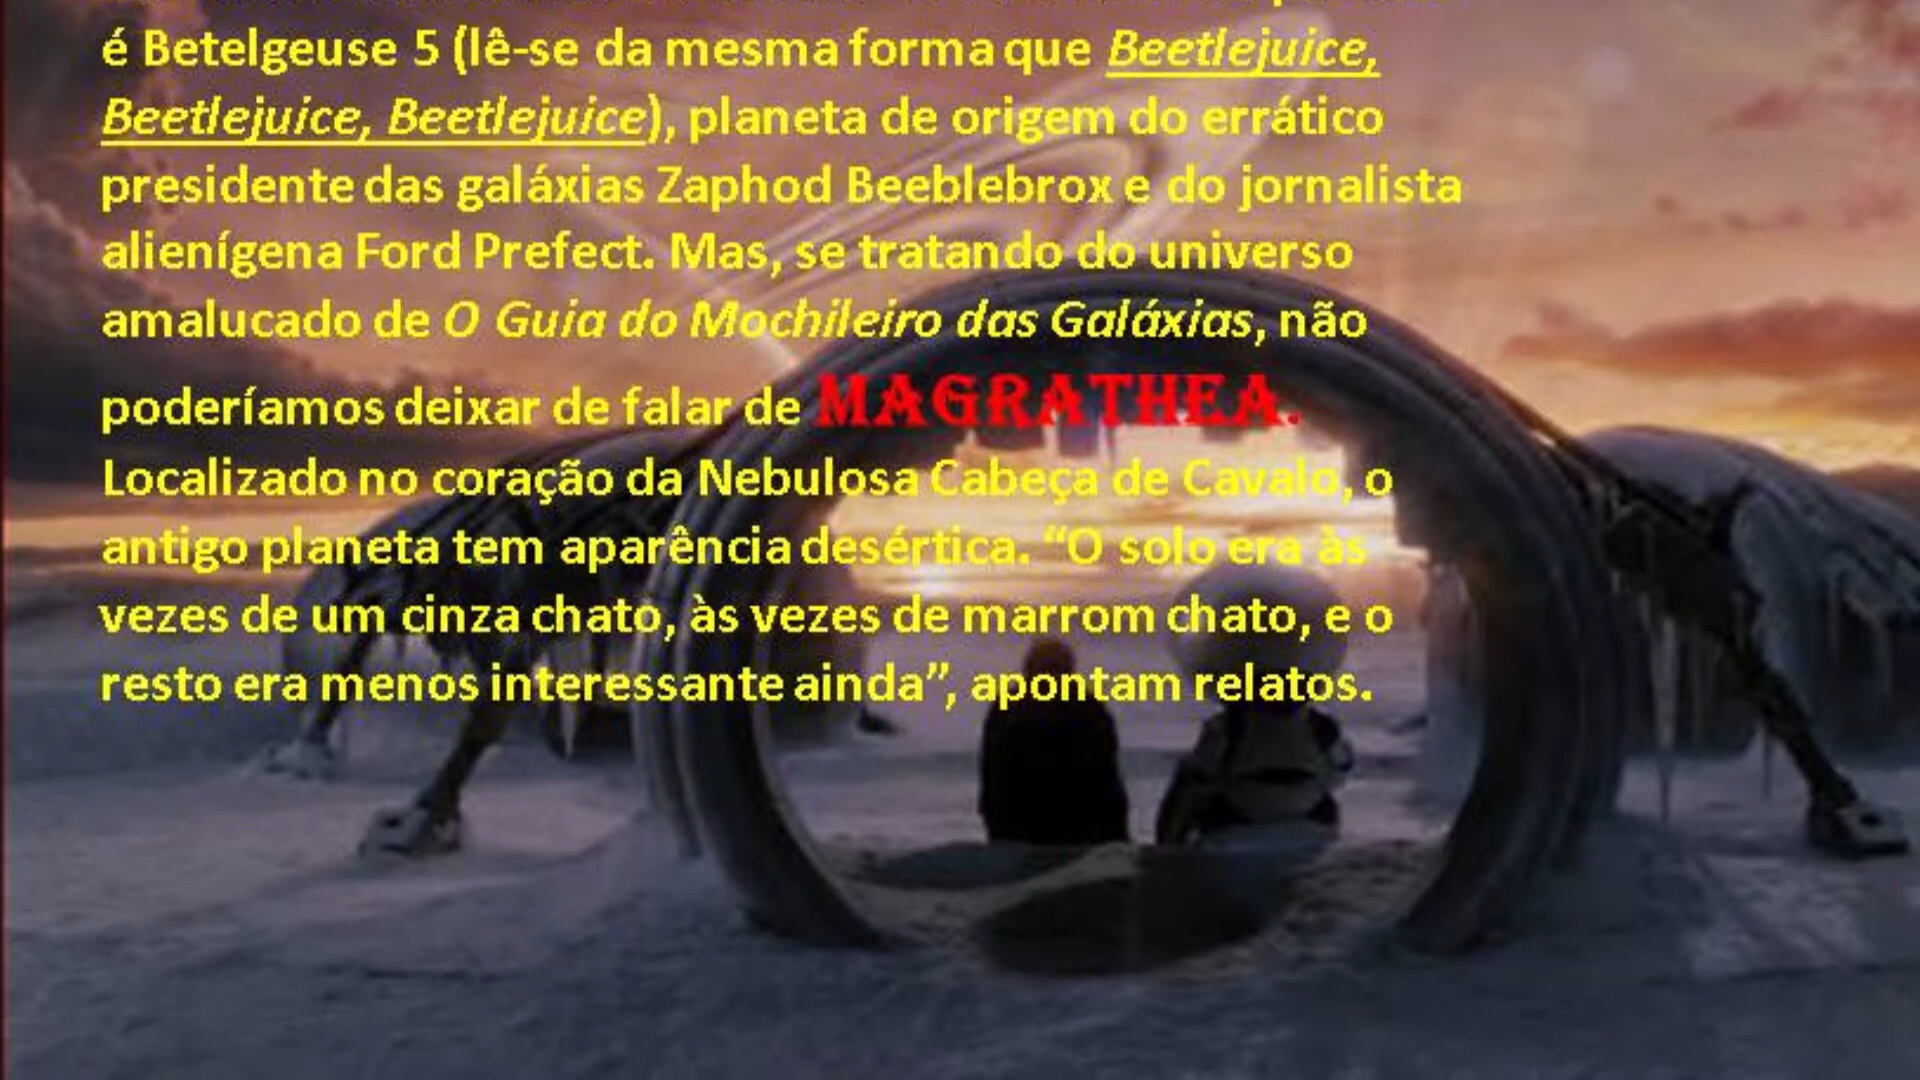 é Betelgeuse 5 (lê-se da mesma forma que Beetlejuice,
Beetlejuice, Beetlejuice), planeta de origem do errático
presidente das galáxias Zaphod Beeblebrox e do jornalista
alienígena Ford Prefect. Mas, se tratando do universo
amalucado de O Guia do Mochileiro das Galáxias, não
poderíamos deixar de falar de MAGRATHEA.
Localizado no coração da Nebulosa Cabeça de Cavalo, o
antigo planeta tem aparência desértica. “O solo era às
vezes de um cinza chato, às vezes de marrom chato, e o
resto era menos interessante ainda”, apontam relatos.